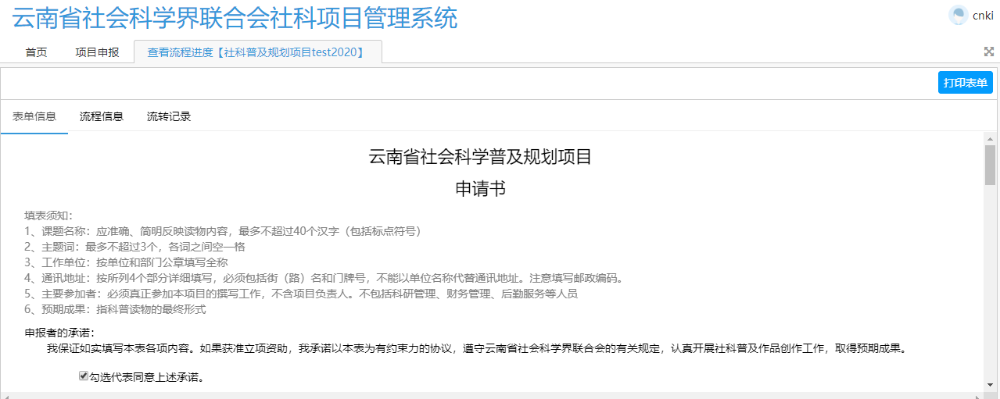 云南省社会科学界联合会社科项目管理系统
cnki
首页 项目申报 查看流程进度【社科普及规划项目test2020】
打印表单
表单信息 流程信息 流转记录
云南省社会科学普及规划项目
申请书
填表须知：
1、课题名称：应准确、简明反映读物内容，最多不超过40个汉字（包括标点符号）
2、主题词：最多不超过3个，各词之间空一格
3、工作单位：按单位和部门公章填写全称
4、通讯地址：按所列4个部分详细填写，必须包括街（路）名和门牌号，不能以单位名称代替通讯地址。注意填写邮政编码。
5、主要参加者：必须真正参加本项目的撰写工作，不含项目负责人。不包括科研管理、财务管理、后勤服务等人员
6、预期成果：指科普读物的最终形式
申报者的承诺：
我保证如实填写本表各项内容。如果获准立项资助，我承诺以本表为有约束力的协议，遵守云南省社会科学界联合会的有关规定，认真开展社科普及作品创作工作，取得预期成果。
勾选代表同意上述承诺。